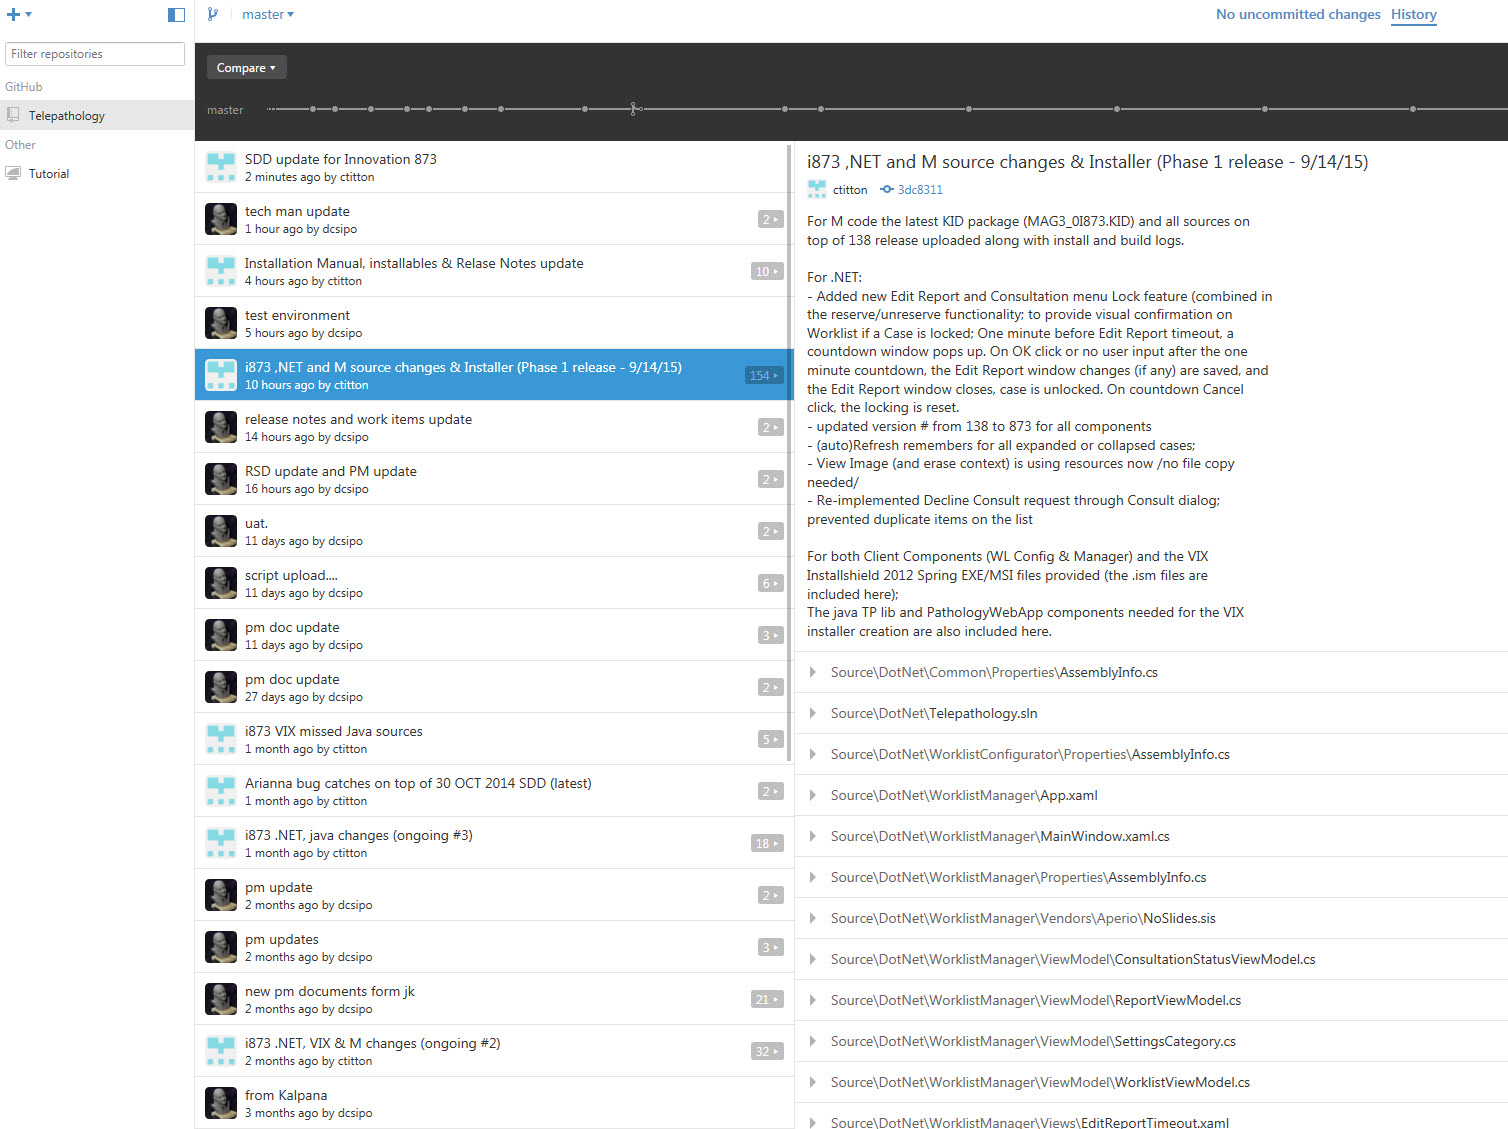 master
No uncommitted changes
History
Filter repositories
GitHub
Telepathology
Other
Tutorial
Compare
master
SDD update for Innovation 873
2 minutes ago by ctitton
tech man update
1 hour ago by dcsipo
2
Installation Manual, installables & Relase Notes update
4 hours ago by ctitton
10
test environment
5 hours ago by dcsipo
i873 ,NET and M source changes & Installer (Phase 1 release - 9/14/15)
10 hours ago by ctitton
154
release notes and work items update
14 hours ago by dcsipo
2
RSD update and PM update
16 hours ago by dcsipo
2
uat.
11 days ago by dcsipo
2
script upload....
11 days ago by dcsipo
6
pm doc update
11 days ago by dcsipo
3
pm doc update
27 days ago by dcsipo
2
i873 VIX missed Java sources
1 month ago by ctitton
5
Arianna bug catches on top of 30 OCT 2014 SDD (latest)
1 month ago by ctitton
2
i873 .NET, java changes (ongoing #3)
1 month ago by ctitton
18
pm update
2 months ago by dcsipo
2
pm updates
2 months ago by dcsipo
3
new pm documents form jk
2 months ago by dcsipo
21
i873 .NET, VIX & M changes (ongoing #2)
2 months ago by ctitton
32
from Kalpana
3 months ago by dcsipo
i873 ,NET and M source changes & Installer (Phase 1 release - 9/14/15)
ctitton
3dc8311
For M code the latest KID package (MAG3_0I873.KID) and all sources on
top of 138 release uploaded along with install and build logs.
For .NET:
- Added new Edit Report and Consultation menu Lock feature (combined in
the reserve/unreserve functionality; to provide visual confirmation on
Worklist if a Case is locked; One minute before Edit Report timeout, a
countdown window pops up. On OK click or no user input after the one
minute countdown, the Edit Report window changes (if any) are saved, and
the Edit Report window closes, case is unlocked. On countdown Cancel
click, the locking is reset.
- updated version # from 138 to 873 for all components
- (auto)Refresh remembers for all expanded or collapsed cases;
- View Image (and erase context) is using resources now /no file copy
needed/
- Re-implemented Decline Consult request through Consult dialog;
prevented duplicate items on the list
For both Client Components (WL Config & Manager) and the VIX
Installshield 2012 Spring EXE/MSI files provided (the .ism files are
included here);
The java TP lib and PathologyWebApp components needed for the VIX
installer creation are also included here.
Source\DotNet\Common\Properties\AssemblyInfo.cs
Source\DotNet\Telepathology.sln
Source\DotNet\WorklistConfigurator\Properties\AssemblyInfo.cs
Source\DotNet\WorklistManager\App.xaml
Source\DotNet\WorklistManager\MainWindow.xaml.cs
Source\DotNet\WorklistManager\Properties\AssemblyInfo.cs
Source\DotNet\WorklistManager\Vendors\Aperio\NoSlides.sis
Source\DotNet\WorklistManager\ViewModel\ConsultationStatusViewModel.cs
Source\DotNet\WorklistManager\ViewModel\ReportViewModel.cs
Source\DotNet\WorklistManager\ViewModel\SettingsCategory.cs
Source\DotNet\WorklistManager\ViewModel\WorklistViewModel.cs
Source\DotNet\WorklistManager\Views\EditReportTimeout.xaml